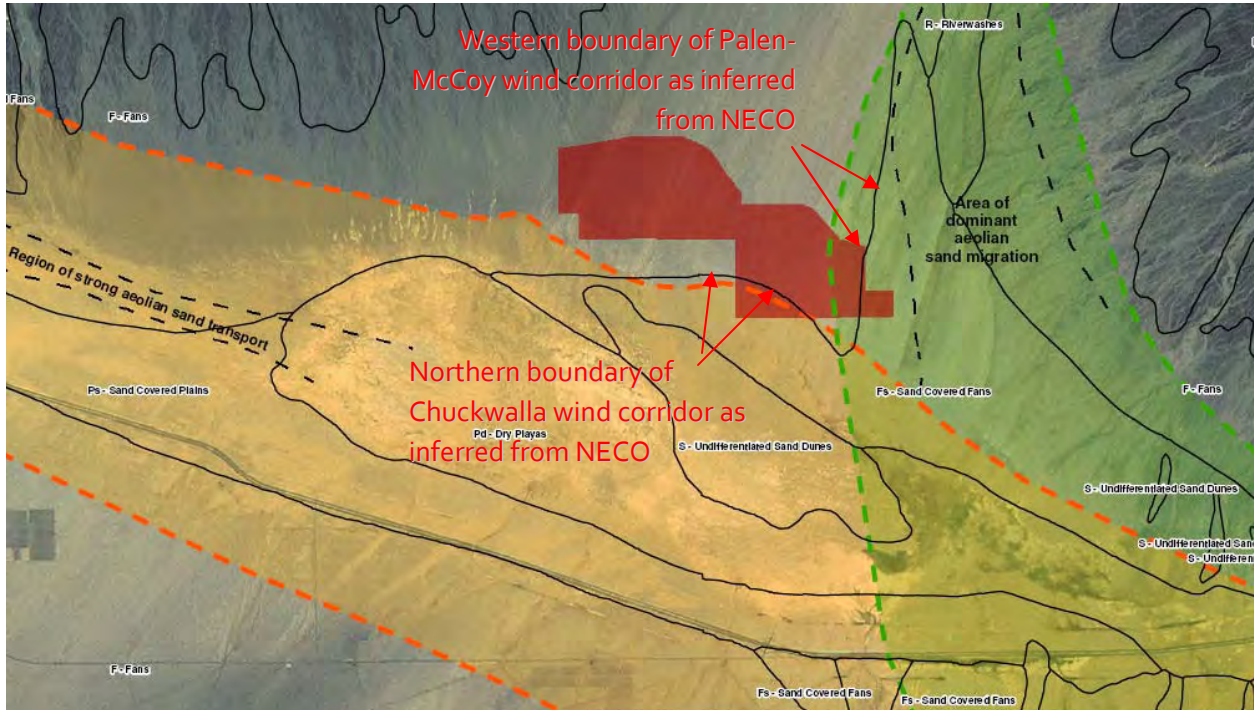 R - Riverwashes
Western boundary of Palen-
McCoy wind corridor as inferred
from NECO
Fans
F - Fans
Area of
dominant
aeolian
sand migration
Region of strong aeolian sand transport
Northern boundary of
Chuckwalla wind corridor as
inferred from NECO
Ps - Sand Covered Plains
Fs - Sand Covered Fans
F - Fans
Pd - Dry Playas
S - Undifferentiated Sand Dunes
S - Undifferentiated Sand Dunes
S - Undifferentiated San
S - Undifferen
F - Fans
Fs - Sand Covered Fans
Fs - Sand Covered Fans